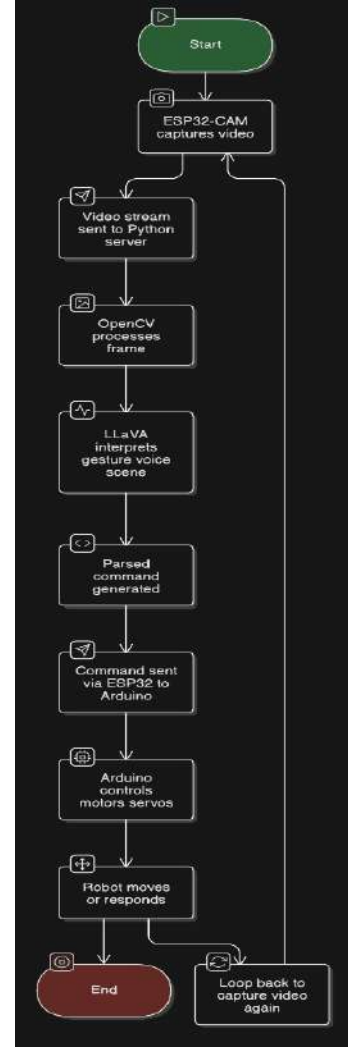 Start
ESP32-CAM
captures video
Video stream
sent to Python
server
OpenCV
processes
frame
LLaVA
interprets
gesture voice
scene
Parsed
command
generated
Command sent
via ESP32 to
Arduino
Arduino
controls
motors servos
Robot moves
or responds
End
Loop back to
capture video
again